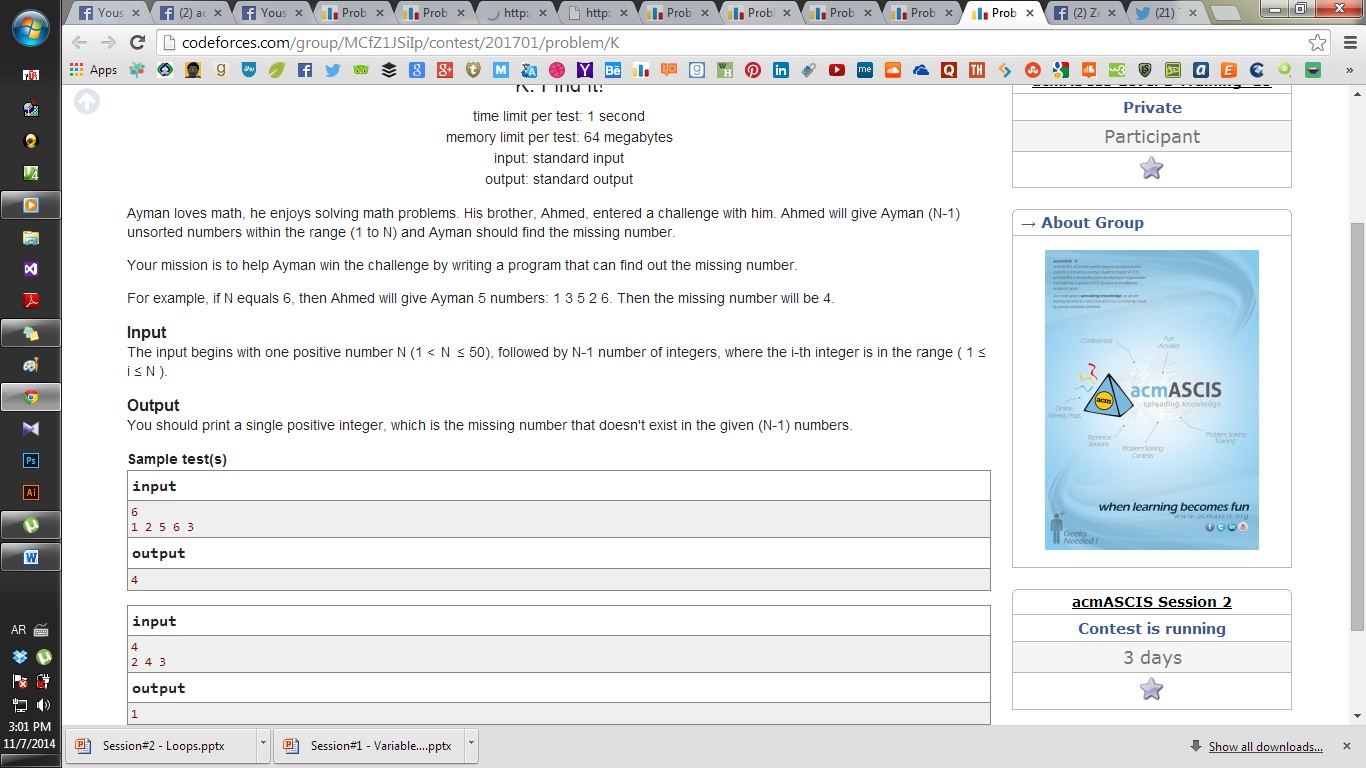 Yous
(2) ac
Yous
Prob
Prob
http:
http:
Prob
Probl
Prob
Prob
Prob
(2) Ze
(21) T
codeforces.com/group/MCfZ1JSiIp/contest/201701/problem/K
Apps
K. Find it!
time limit per test: 1 second
memory limit per test: 64 megabytes
input: standard input
output: standard output
Ayman loves math, he enjoys solving math problems. His brother, Ahmed, entered a challenge with him. Ahmed will give Ayman (N-1)
unsorted numbers within the range (1 to N) and Ayman should find the missing number.
Your mission is to help Ayman win the challenge by writing a program that can find out the missing number.
For example, if N equals 6, then Ahmed will give Ayman 5 numbers: 1 3 5 2 6. Then the missing number will be 4.
Input
The input begins with one positive number N (1 < N ≤ 50), followed by N-1 number of integers, where the i-th integer is in the range ( 1 ≤
i ≤ N ).
Output
You should print a single positive integer, which is the missing number that doesn't exist in the given (N-1) numbers.
Sample test(s)
input
6
1 2 5 6 3
output
4
input
4
2 4 3
output
1
Private
Participant
→ About Group
Conferences
Fun
Activities
acmASCIS
spreading knowledge
acm
Online
Weekly Posts
Technical
Sessions
Problem Solving
Contests
Problem Solving
Training
when learning becomes fun
www.acmascis.org
Geeks
Needed !
acmASCIS Session 2
Contest is running
3 days
AR
3:01 PM
11/7/2014
Session#2 - Loops.pptx
Session#1 - Variable....pptx
Show all downloads...